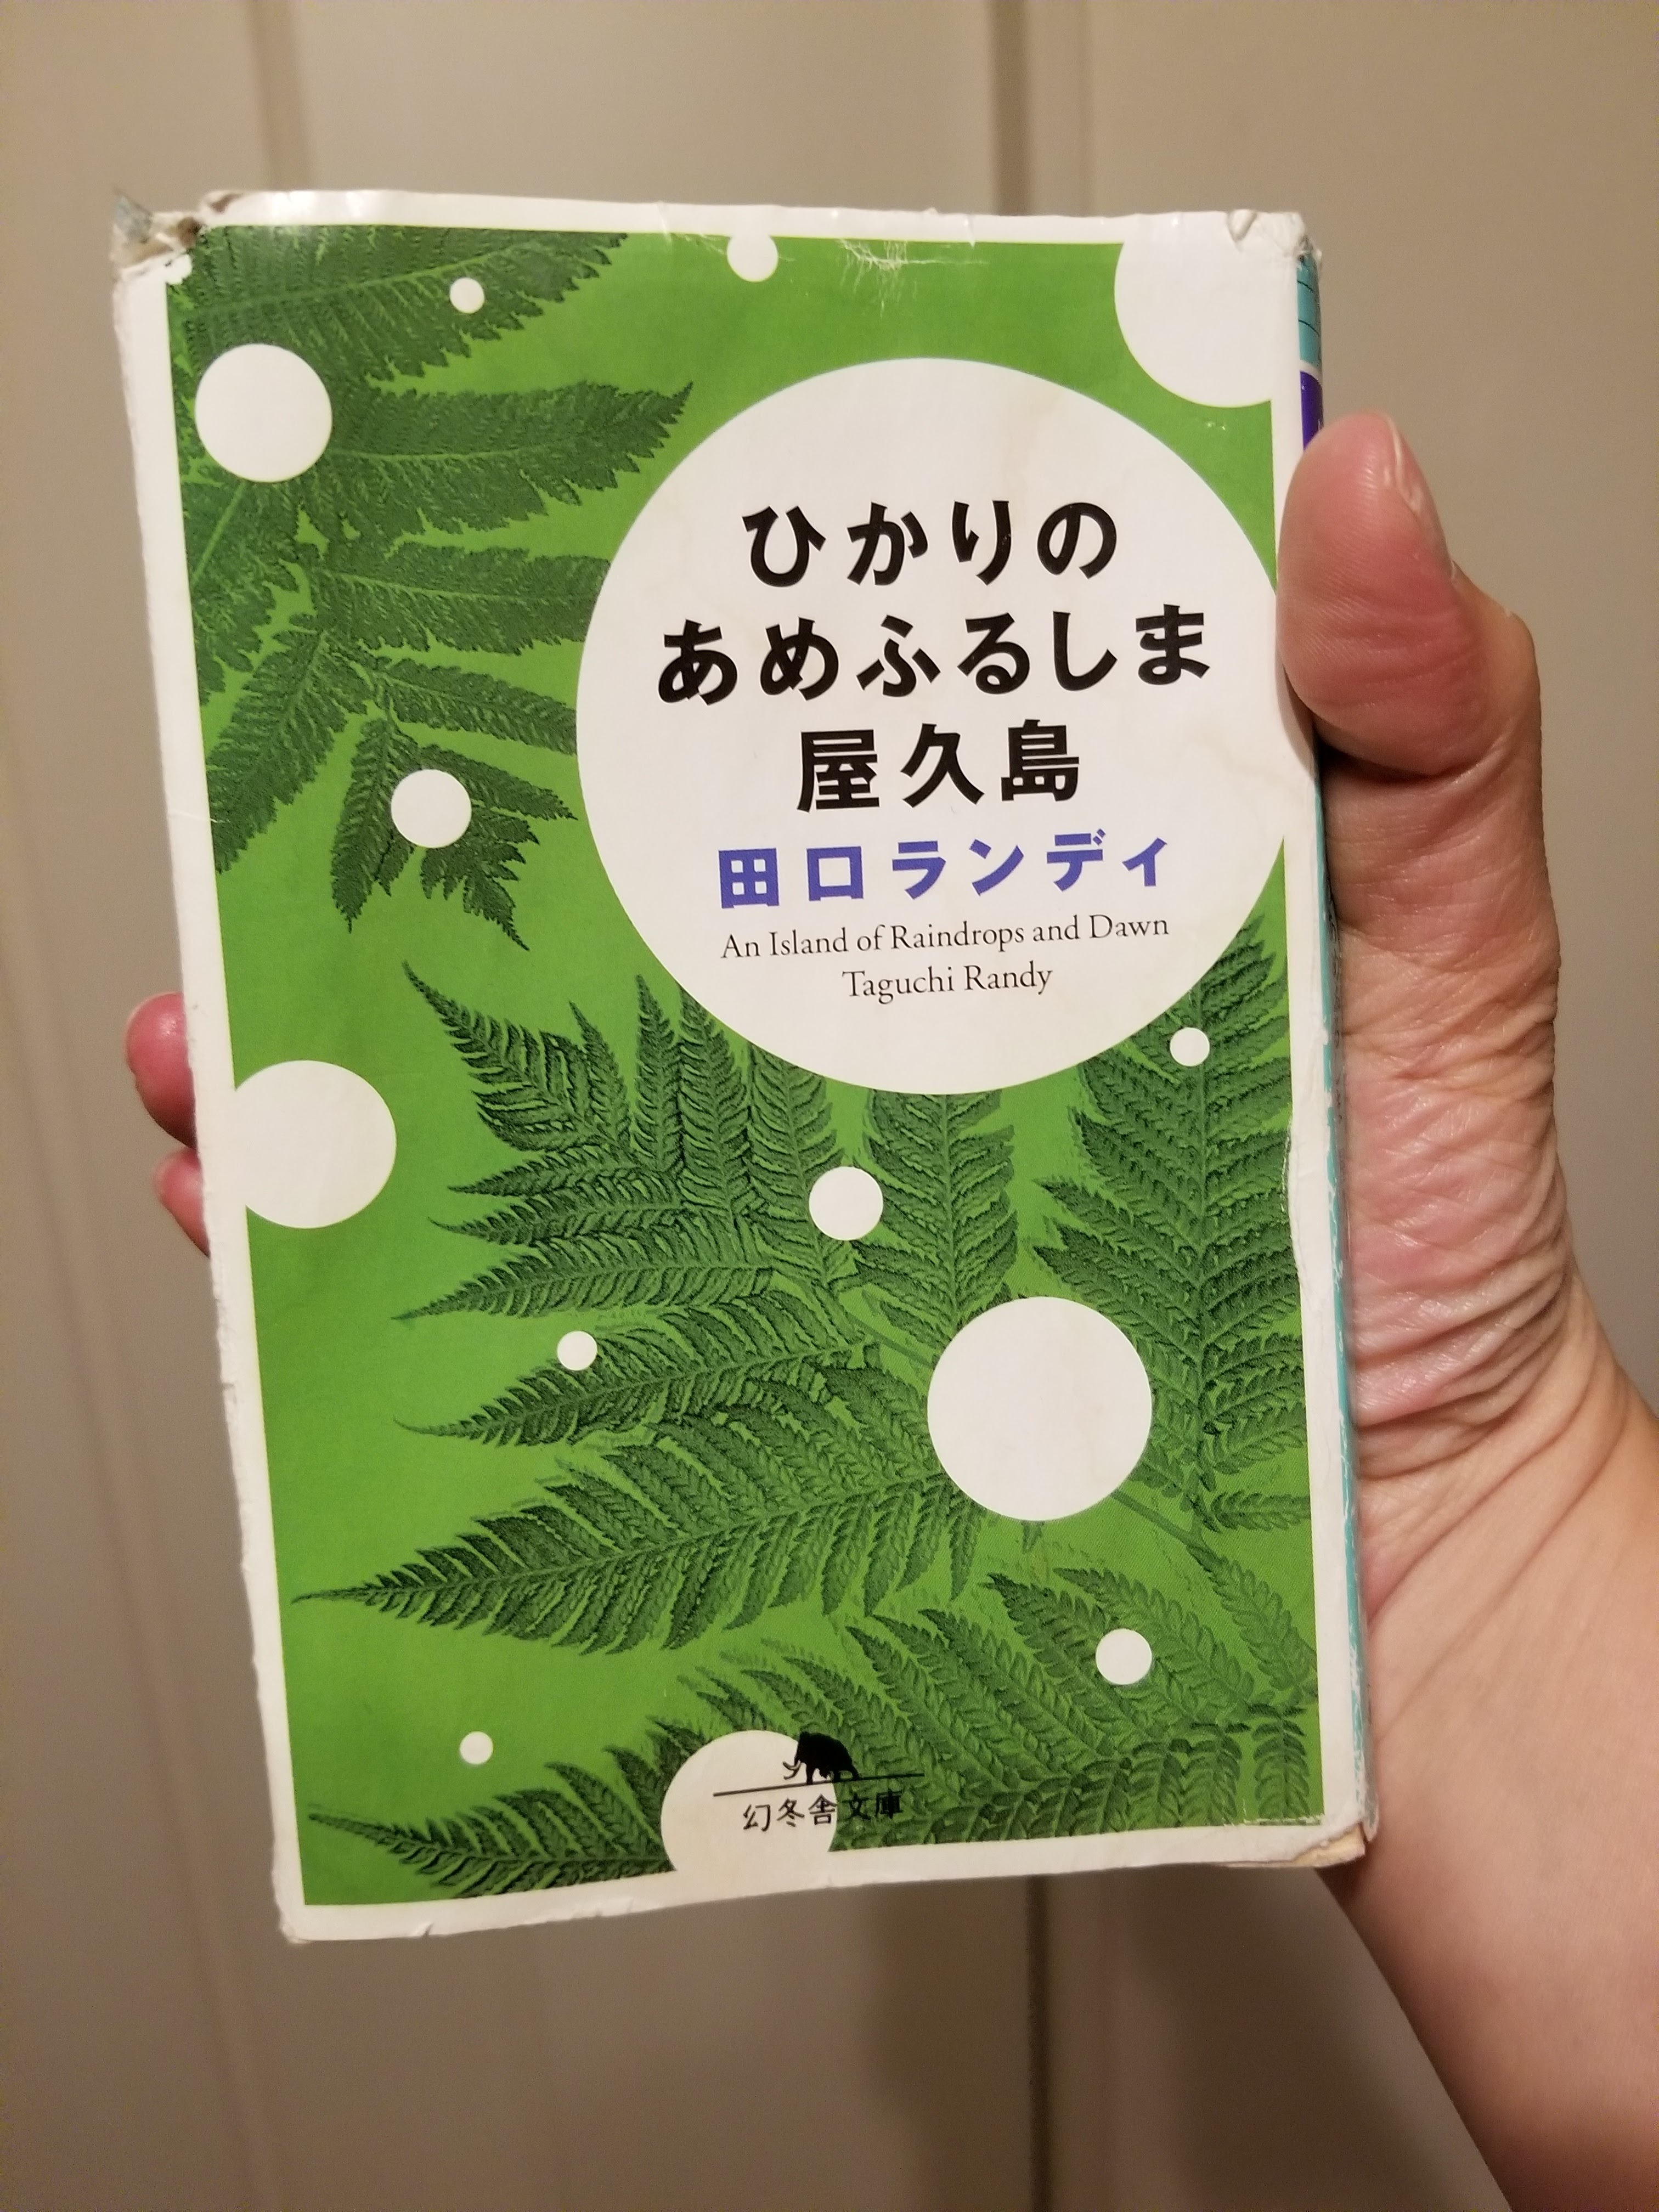 ひかりの
あめふるしま
屋久島
田口ランディ
An Island of Raindrops and Dawn
Taguchi Randy
幻冬舎文庫